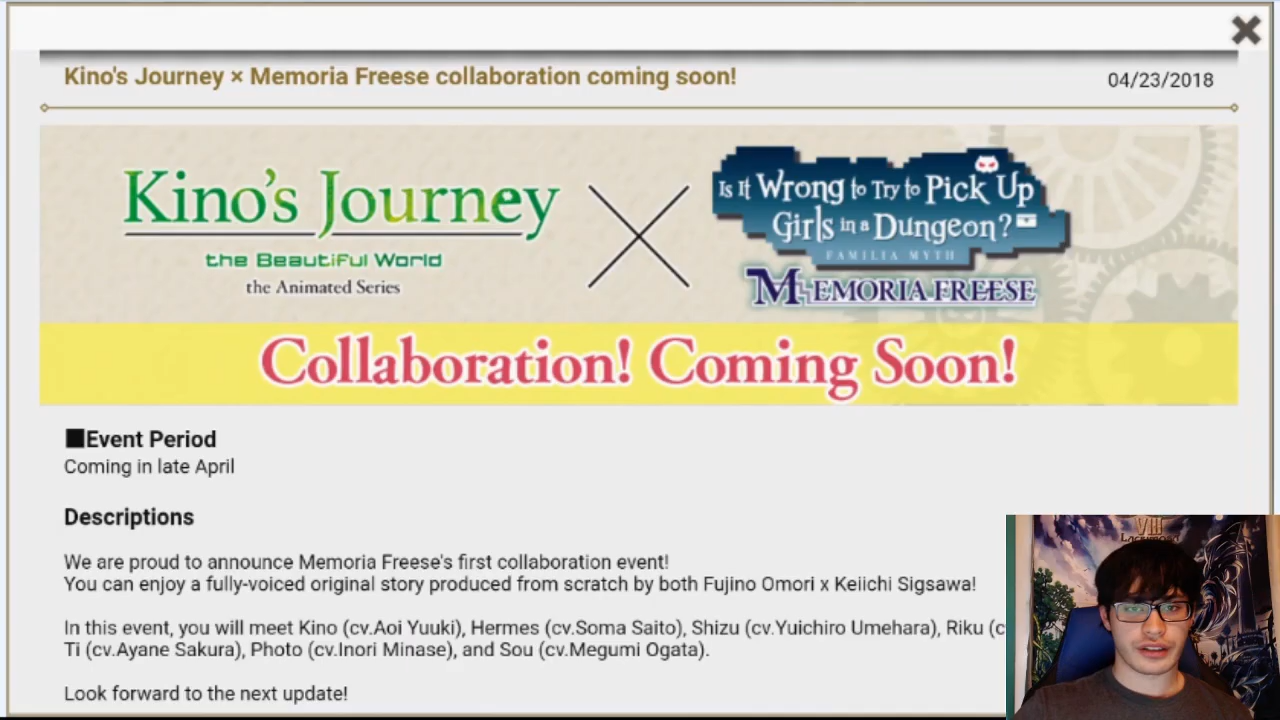 Kino's Journey × Memoria Freese collaboration coming soon!
04/23/2018
Kino's Journey
the Beautiful World
the Animated Series
Is It Wrong to Try to Pick Up
Girls in a Dungeon?
FAMILIA MYTH
MEMORIA FREESE
Collaboration! Coming Soon!
■Event Period
Coming in late April
Descriptions
We are proud to announce Memoria Freese's first collaboration event!
You can enjoy a fully-voiced original story produced from scratch by both Fujino Omori x Keiichi Sigsawa!
In this event, you will meet Kino (cv.Aoi Yuuki), Hermes (cv.Soma Saito), Shizu (cv.Yuichiro Umehara), Riku (c
Ti (cv.Ayane Sakura), Photo (cv.Inori Minase), and Sou (cv.Megumi Ogata).
Look forward to the next update!
VIII